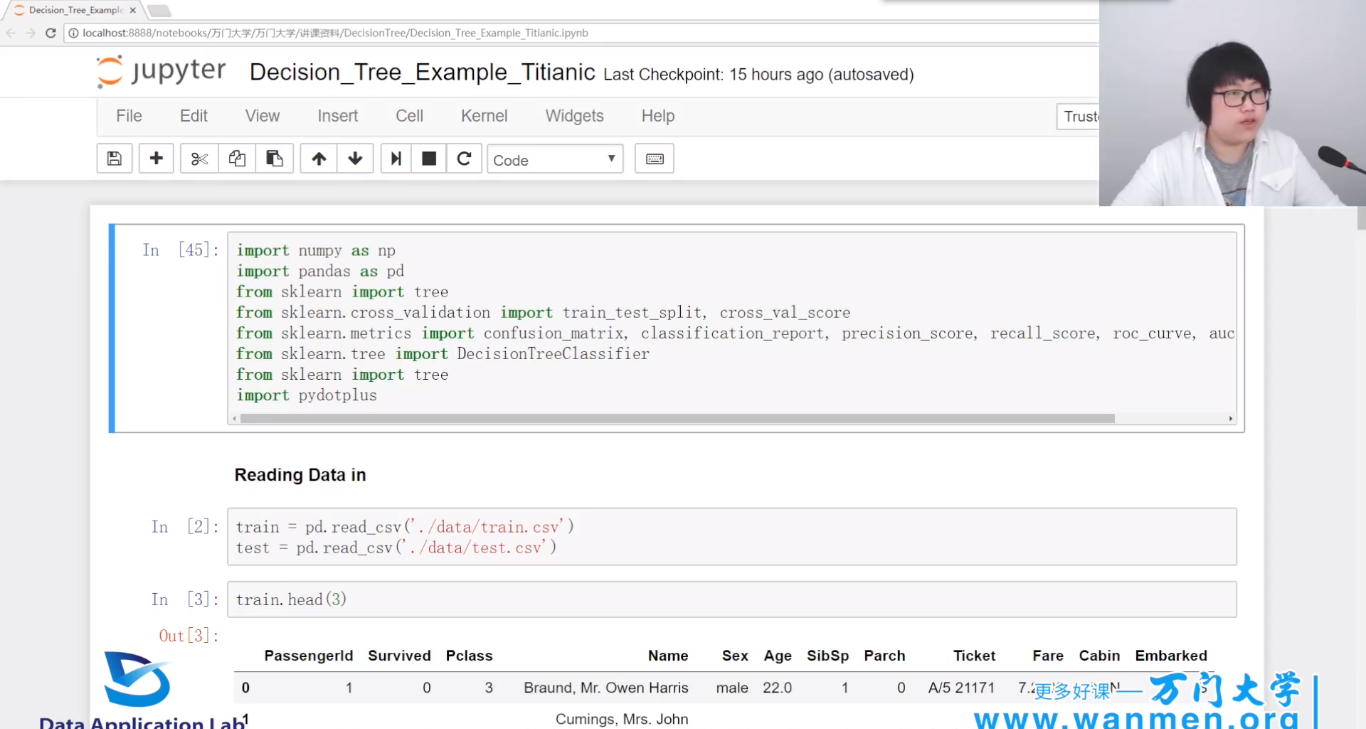 Decision_Tree_Example
localhost:8888/notebooks/万门大学/万门大学/讲课资料/DecisionTree/Decision_Tree_Example_Titianic.ipynb
jupyter Decision_Tree_Example_Titianic Last Checkpoint: 15 hours ago (autosaved)
File Edit View Insert Cell Kernel Widgets Help
Code
In [45]:
import numpy as np
import pandas as pd
from sklearn import tree
from sklearn.cross_validation import train_test_split, cross_val_score
from sklearn.metrics import confusion_matrix, classification_report, precision_score, recall_score, roc_curve, auc
from sklearn.tree import DecisionTreeClassifier
from sklearn import tree
import pydotplus
Reading Data in
In [2]:
train = pd.read_csv('./data/train.csv')
test = pd.read_csv('./data/test.csv')
In [3]: train.head(3)
Out[3]:
PassengerId Survived Pclass Name Sex Age SibSp Parch Ticket Fare Cabin Embarked
0 1 0 3 Braund, Mr. Owen Harris male 22.0 1 0 A/5 21171
更多好课——万门大学
Cumings, Mrs. John
Data Application Lab
www.wanmen.org